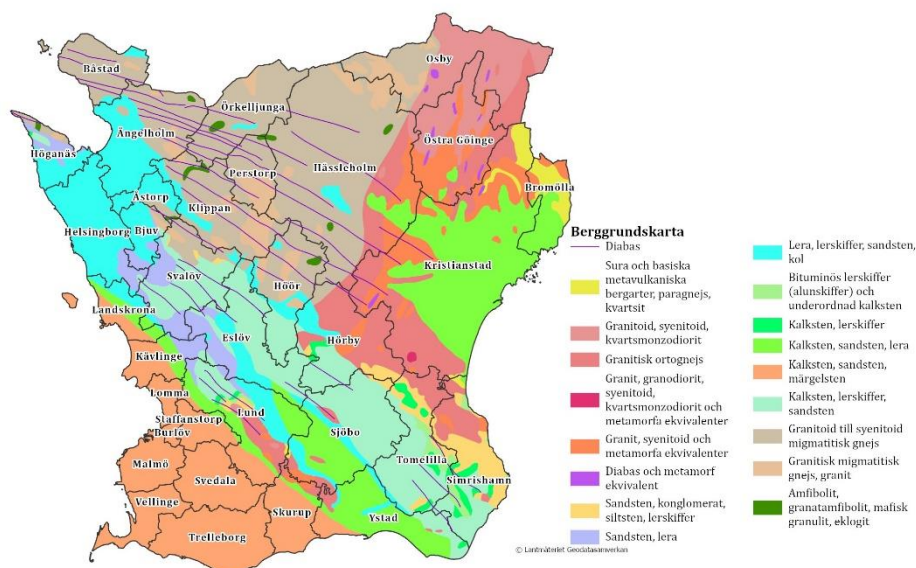 Båstad
Osby
Örkelljunga
Ängelholm
Östra Göinge
Höganäs
Hässleholm
Perstorp
Bromölla
Åstorp
Klippan
Helsingborg
Bjuv
Svalöv
Kristianstad
Höör
Landskrona
Eslöv
Hörby
Kävlinge
Lomma
Lund
Staffanstorp
Burlöv
Sjöbo
Tomelilla
Malmö
Svedala
Simrishamn
Vellinge
Skurup
Ystad
Trelleborg
© Lantmäteriet Geodatasamverkan
Berggrundskarta
Diabas
Sura och basiska
metavulkaniska
bergarter, paragnejs,
kvartsit
Granitoid, syenitoid,
kvartsmonzodiorit
Granitisk ortognejs
Granit, granodiorit,
syenitoid,
kvartsmonzodiorit och
metamorfa ekvivalenter
Granit, syenitoid och
metamorfa ekvivalenter
Diabas och metamorf
ekvivalent
Sandsten, konglomerat,
siltsten, lerskiffer
Sandsten, lera
Lera, lerskiffer, sandsten,
kol
Bituminös lerskiffer
(alunskiffer) och
underordnad kalksten
Kalksten, lerskiffer
Kalksten, sandsten, lera
Kalksten, sandsten,
märgelsten
Kalksten, lerskiffer,
sandsten
Granitoid till syenitoid
migmatitisk gnejs
Granitisk migmatitisk
gnejs, granit
Amfibolit,
granatamfibolit, mafisk
granulit, eklogit